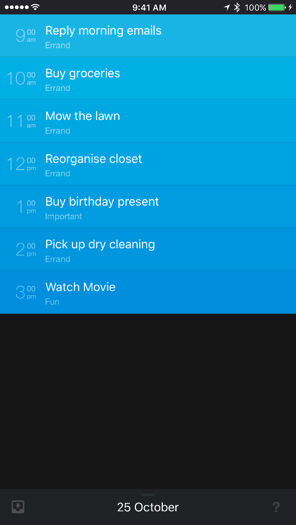 9:41 AM 100%
9 00 am Reply morning emails
Errand
10 00 am Buy groceries
Errand
11 00 am Mow the lawn
Errand
12 00 pm Reorganise closet
Errand
1 00 pm Buy birthday present
Important
2 00 pm Pick up dry cleaning
Errand
3 00 pm Watch Movie
Fun
25 October ?